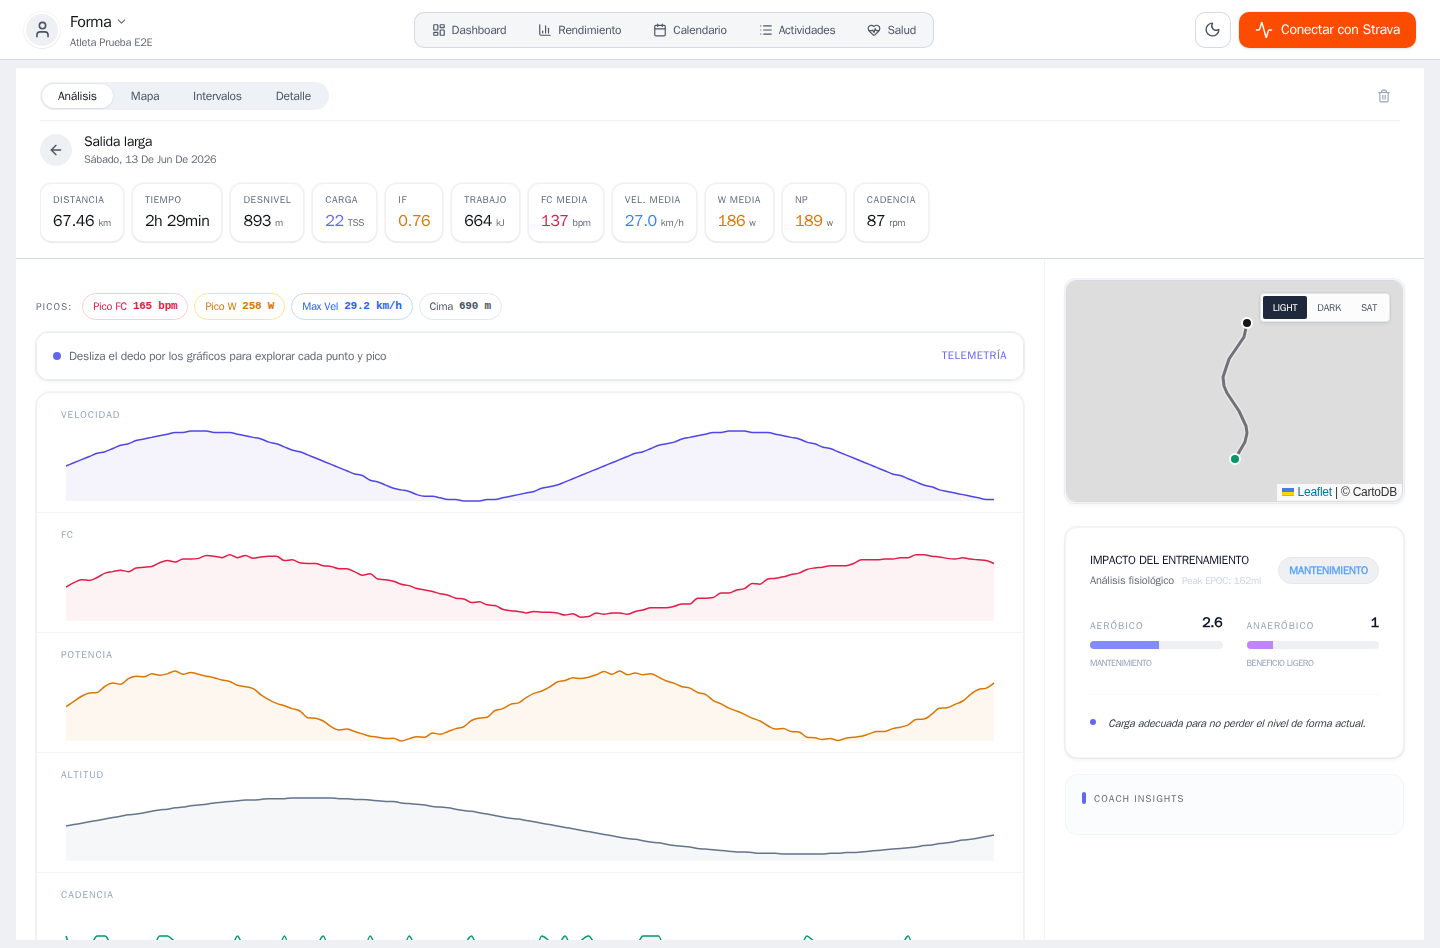 Forma
Atleta Prueba E2E
Dashboard
Rendimiento
Calendario
Actividades
Salud
Conectar con Strava
Análisis
Mapa
Intervalos
Detalle
Salida larga
Sábado, 13 De Jun De 2026
DISTANCIA
67.46 km
TIEMPO
2h 29min
DESNIVEL
893 m
CARGA
22 TSS
IF
0.76
TRABAJO
664 kJ
FC MEDIA
137 bpm
VEL. MEDIA
27.0 km/h
W MEDIA
186 w
NP
189 w
CADENCIA
87 rpm
PICOS:
Pico FC 165 bpm
Pico W 258 W
Max Vel 29.2 km/h
Cima 690 m
Desliza el dedo por los gráficos para explorar cada punto y pico
TELEMETRÍA
VELOCIDAD
FC
POTENCIA
ALTITUD
CADENCIA
LIGHT
DARK
SAT
Leaflet | © CartoDB
IMPACTO DEL ENTRENAMIENTO
Análisis fisiológico Peak EPOC: 162ml
MANTENIMIENTO
AERÓBICO 2.6
MANTENIMIENTO
ANAERÓBICO 1
BENEFICIO LIGERO
Carga adecuada para no perder el nivel de forma actual.
COACH INSIGHTS